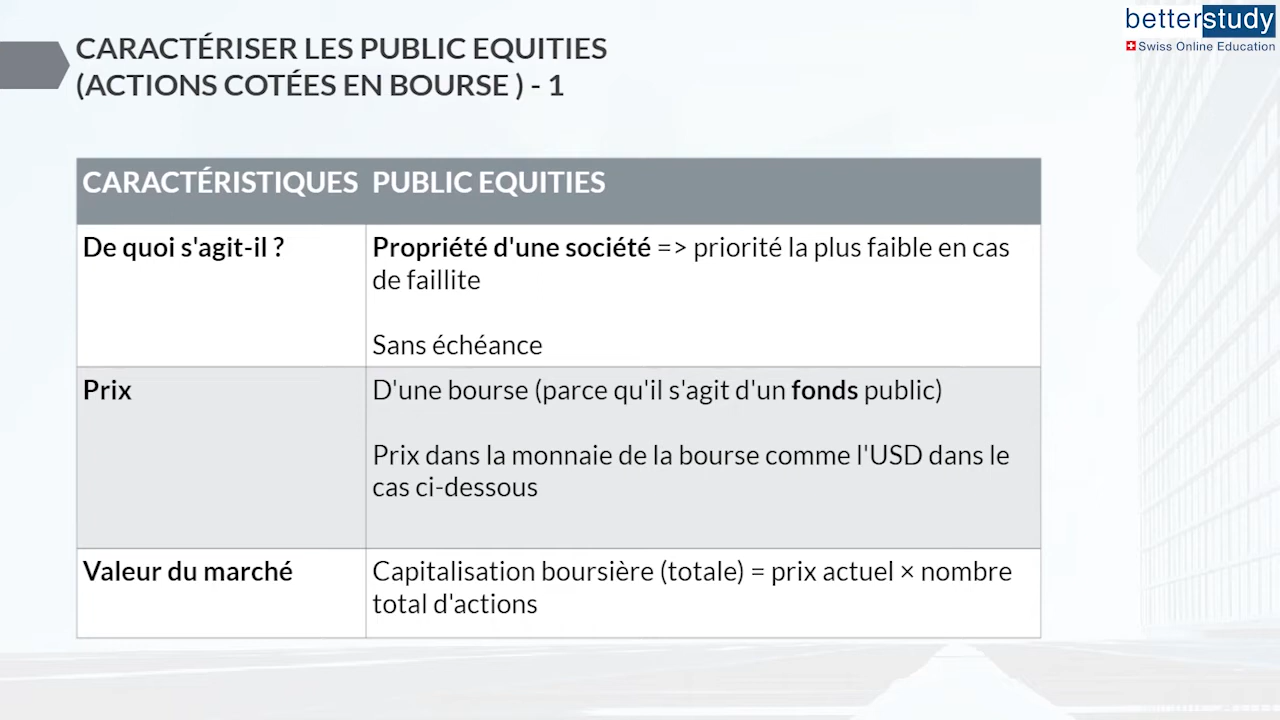 betterstudy
Swiss Online Education
CARACTÉRISER LES PUBLIC EQUITIES
(ACTIONS COTÉES EN BOURSE ) - 1
CARACTÉRISTIQUES PUBLIC EQUITIES
De quoi s'agit-il ? Propriété d'une société => priorité la plus faible en cas
de faillite
Sans échéance
Prix D'une bourse (parce qu'il s'agit d'un fonds public)
Prix dans la monnaie de la bourse comme l'USD dans le
cas ci-dessous
Valeur du marché Capitalisation boursière (totale) = prix actuel × nombre
total d'actions